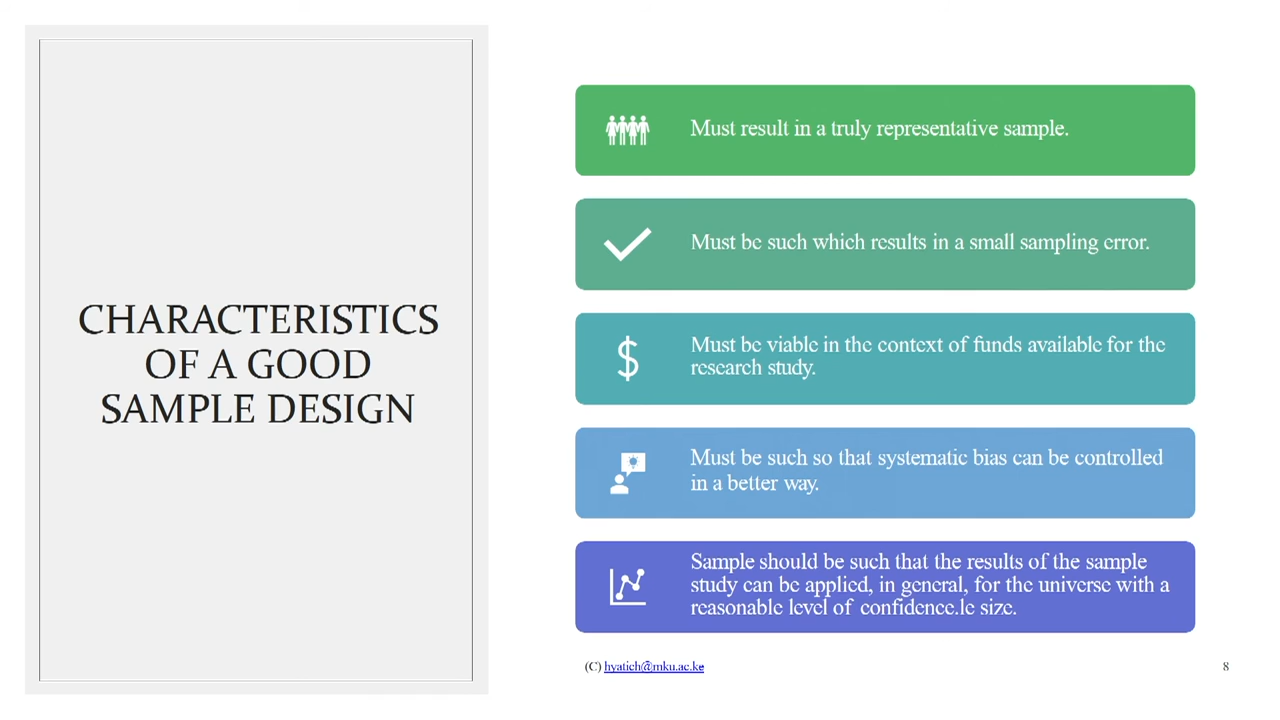 CHARACTERISTICS
OF A GOOD
SAMPLE DESIGN
Must result in a truly representative sample.
Must be such which results in a small sampling error.
Must be viable in the context of funds available for the
research study.
Must be such so that systematic bias can be controlled
in a better way.
Sample should be such that the results of the sample
study can be applied, in general, for the universe with a
reasonable level of confidence.le size.
(C) hyatich@mku.ac.ke
8